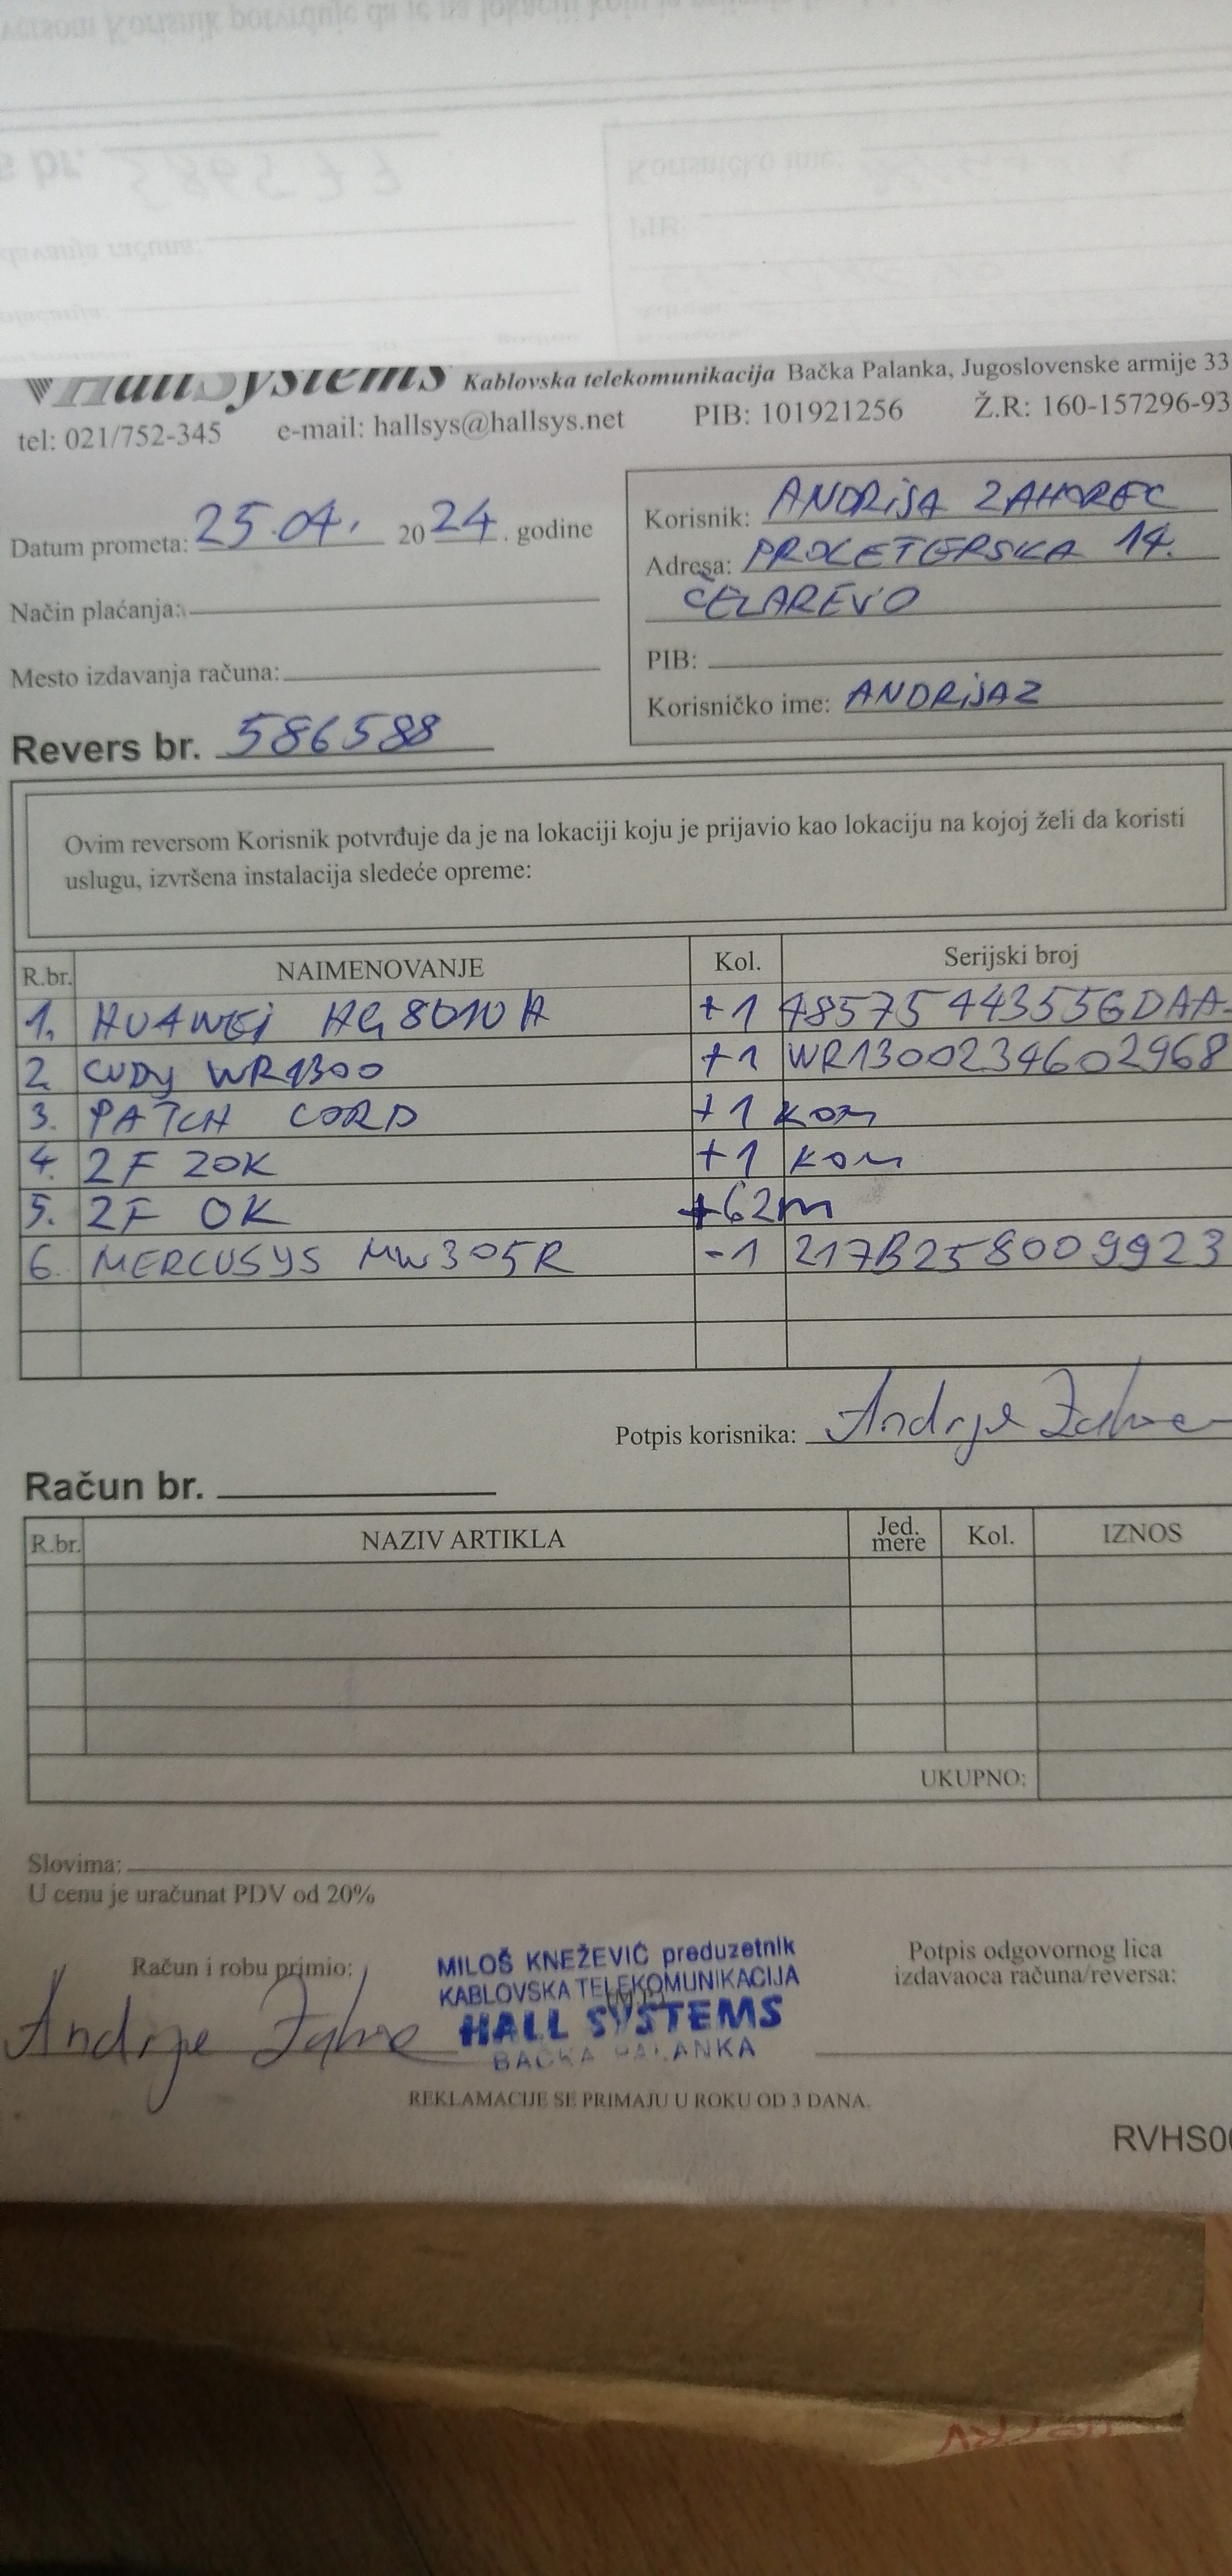 HallSystems Kablovska telekomunikacija Bačka Palanka, Jugoslovenske armije 33
tel: 021/752-345 e-mail: hallsys@hallsys.net PIB: 101921256 Ž.R: 160-157296-93
Datum prometa: 25.04. 2024. godine
Način plaćanja:
Mesto izdavanja računa:
Revers br. 586588
Korisnik: ANDRIJA ZAHOREC
Adresa: PROLETERSKA 14.
ČELAREVO
PIB:
Korisničko ime: ANDRIJAZ
Ovim reversom Korisnik potvrđuje da je na lokaciji koju je prijavio kao lokaciju na kojoj želi da koristi
uslugu, izvršena instalacija sledeće opreme:
R.br. NAIMENOVANJE Kol. Serijski broj
1. HUAWEI HG8010H +1 48575443556DAA
2. CUDY WR1300 +1 WR1300234602968
3. PATCH CORD +1 KOM
4. 2F ZOK +1 KOM
5. 2F OK +62m
6. MERCUSYS MW305R -1 217B258009923
Potpis korisnika: Andrija Zahorec
Račun br.
R.br. NAZIV ARTIKLA Jed. mere Kol. IZNOS
UKUPNO:
Slovima:
U cenu je uračunat PDV od 20%
Račun i robu primio:
MILOŠ KNEŽEVIĆ preduzetnik
KABLOVSKA TELEKOMUNIKACIJA
HALL SYSTEMS
BAČKA PALANKA
Potpis odgovornog lica
izdavaoca računa/reversa:
REKLAMACIJE SE PRIMAJU U ROKU OD 3 DANA.
RVHS0